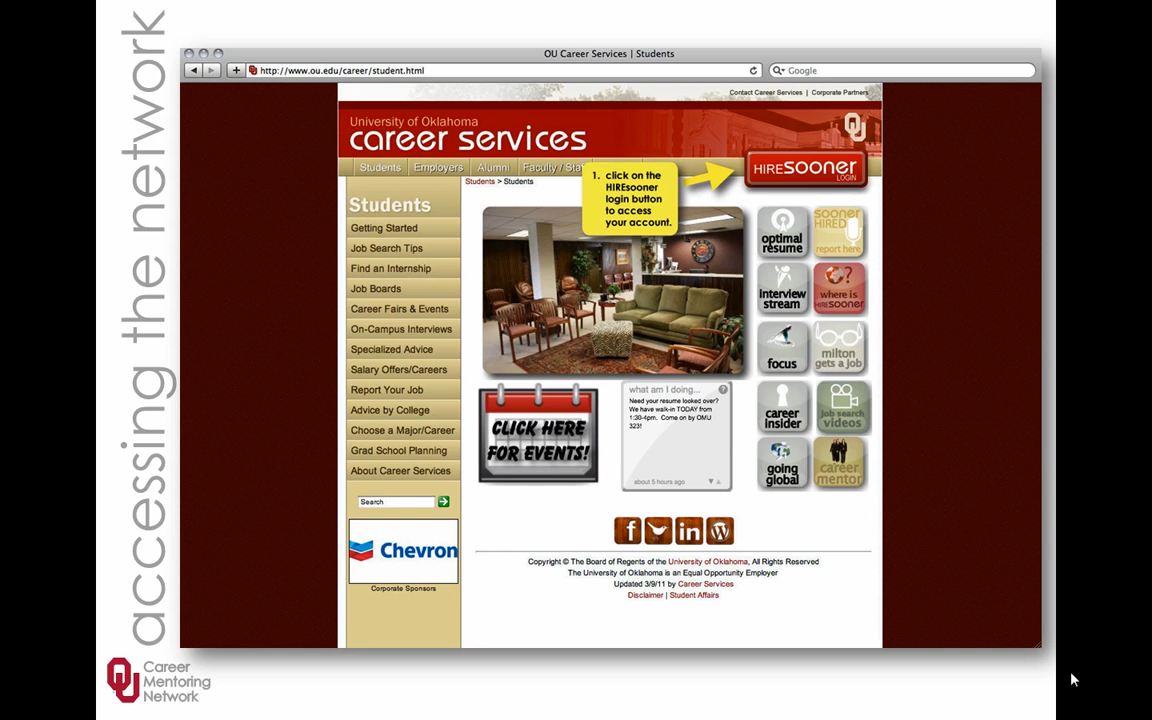 accessing the network
OU Career Services | Students
http://www.ou.edu/career/student.html
Google
Contact Career Services | Corporate Partners
University of Oklahoma
career services
OU
Students
Employers
Alumni
Faculty / Staf
HIRESOONER
LOGIN
1. click on the
HIREsooner
login button
to access
your account.
Students > Students
Students
Getting Started
Job Search Tips
Find an Internship
Job Boards
Career Fairs & Events
On-Campus Interviews
Specialized Advice
Salary Offers/Careers
Report Your Job
Advice by College
Choose a Major/Career
Grad School Planning
About Career Services
Search
Chevron
Corporate Sponsors
optimal
resume
sooner
HIRED
report here
interview
stream
where is
HIRESOONER
focus
milton
gets a job
career
insider
job search
videos
going
global
career
mentor
CLICK HERE
FOR EVENTS!
what am I doing...
Need your resume looked over?
We have walk-in TODAY from
1:30-4pm. Come on by OMU
323!
about 5 hours ago
f
in
W
Copyright © The Board of Regents of the University of Oklahoma, All Rights Reserved
The University of Oklahoma is an Equal Opportunity Employer
Updated 3/9/11 by Career Services
Disclaimer | Student Affairs
OU
Career
Mentoring
Network